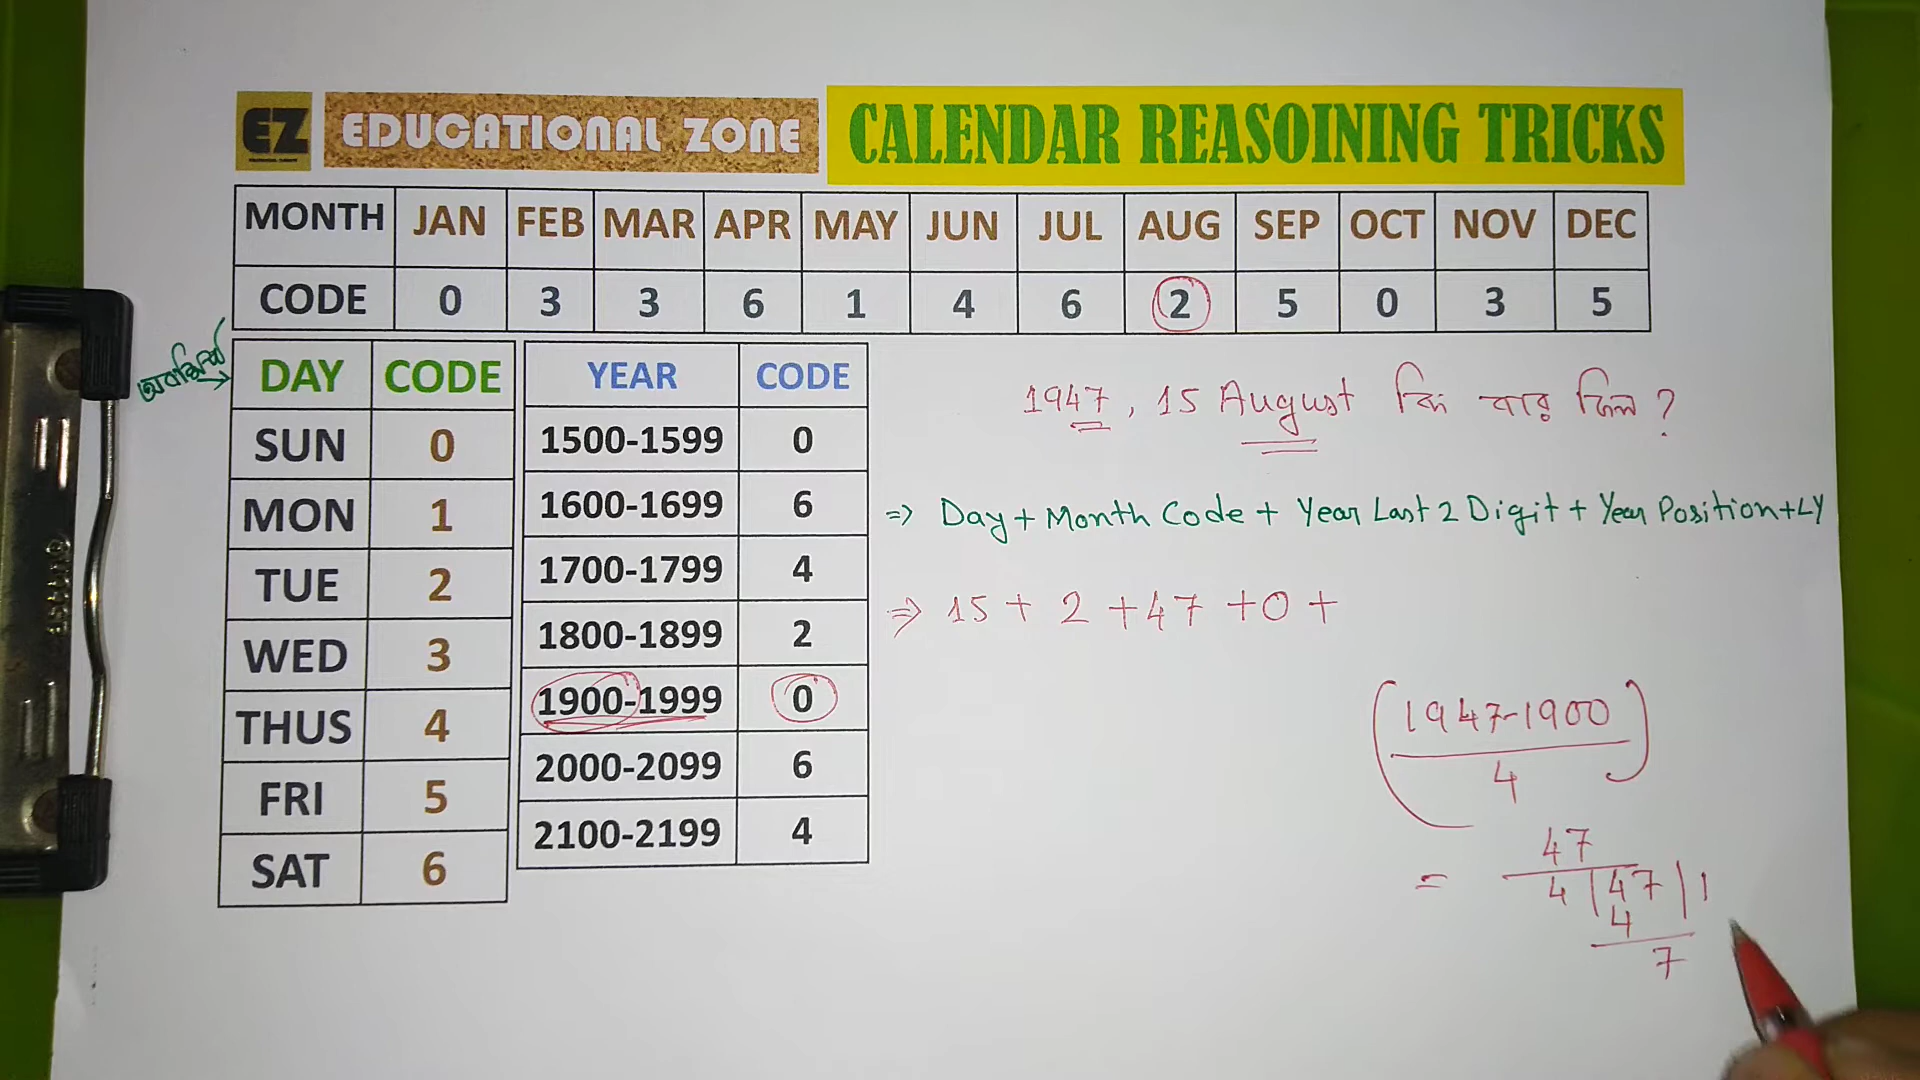 EZ EDUCATIONAL ZONE CALENDAR REASOINING TRICKS
MONTH JAN FEB MAR APR MAY JUN JUL AUG SEP OCT NOV DEC
CODE 0 3 3 6 1 4 6 2 5 0 3 5
DAY CODE
SUN 0
MON 1
TUE 2
WED 3
THUS 4
FRI 5
SAT 6
YEAR CODE
1500-1599 0
1600-1699 6
1700-1799 4
1800-1899 2
1900-1999 0
2000-2099 6
2100-2199 4
1947, 15 August কি বার ছিল ?
⇒ Day + Month Code + Year Last 2 Digit + Year Position + LY
⇒ 15 + 2 + 47 + 0 +
(1947-1900
4)
= 47
4 | 47 | 1
4
7